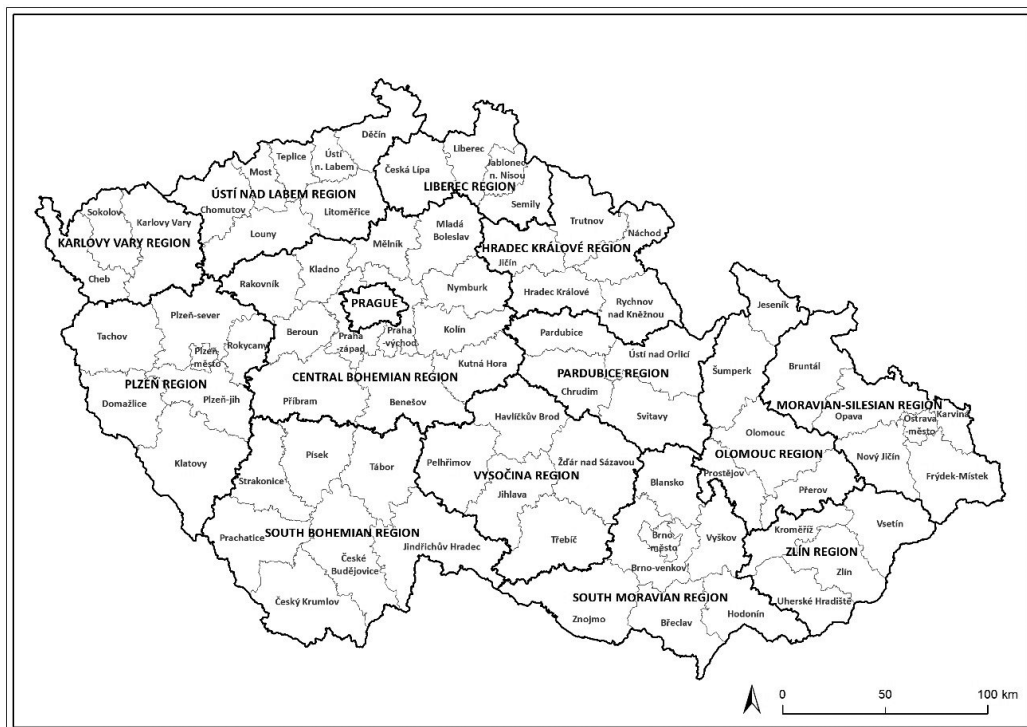 Děčín
Liberec
Ústí
n. Labem
Teplice
Most
Česká Lípa
Jablonec
n. Nisou
LIBEREC REGION
ÚSTÍ NAD LABEM REGION
Semily
Chomutov
Litoměřice
Sokolov
Karlovy Vary
Trutnov
Mladá
Boleslav
Náchod
Louny
KARLOVY VARY REGION
Mělník
HRADEC KRÁLOVÉ REGION
Jičín
Kladno
Cheb
Rakovník
Nymburk
Hradec Králové
PRAGUE
Rychnov
nad Kněžnou
Jeseník
Plzeň-sever
Tachov
Beroun
Praha
-západ
Praha
-východ
Kolín
Pardubice
Rokycany
Plzeň
-město
Ústí nad Orlicí
Kutná Hora
Šumperk
Bruntál
CENTRAL BOHEMIAN REGION
PARDUBICE REGION
PLZEŇ REGION
Chrudim
Domažlice
Plzeň-jih
Příbram
Benešov
MORAVIAN-SILESIAN REGION
Svitavy
Havlíčkův Brod
Opava
Karviná
Ostrava
-město
Olomouc
Klatovy
Písek
Tábor
Pelhřimov
Žďár nad Sázavou
OLOMOUC REGION
Nový Jičín
Strakonice
VYSOČINA REGION
Prostějov
Frýdek-Místek
Blansko
Přerov
Jihlava
Vsetín
Kroměříž
Prachatice
SOUTH BOHEMIAN REGION
Jindřichův Hradec
Třebíč
Brno
-město
Vyškov
ZLÍN REGION
České
Budějovice
Brno-venkov
Zlín
Český Krumlov
SOUTH MORAVIAN REGION
Uherské Hradiště
Znojmo
Břeclav
Hodonín
0 50 100 km